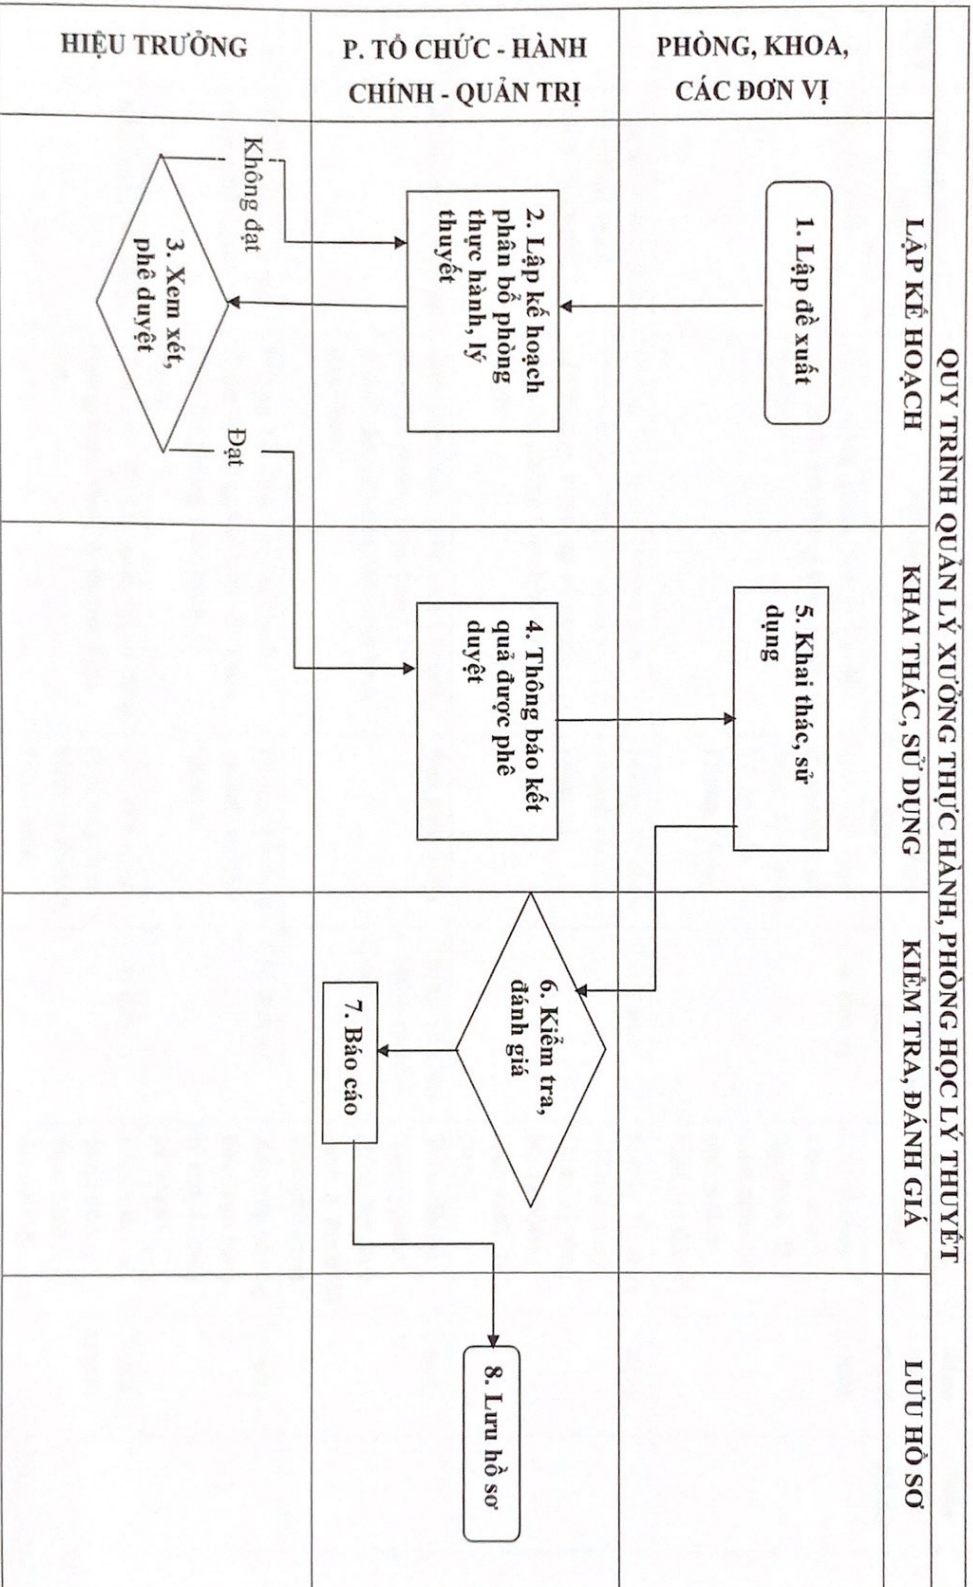 QUY TRÌNH QUẢN LÝ XƯỞNG THỰC HÀNH, PHÒNG HỌC LÝ THUYẾT
LẬP KẾ HOẠCH
KHAI THÁC, SỬ DỤNG
KIỂM TRA, ĐÁNH GIÁ
LƯU HỒ SƠ
PHÒNG, KHOA,
CÁC ĐƠN VỊ
1. Lập đề xuất
5. Khai thác, sử
dụng
P. TỔ CHỨC - HÀNH
CHÍNH - QUẢN TRỊ
2. Lập kế hoạch
phân bổ phòng
thực hành, lý
thuyết
4. Thông báo kết
quả được phê
duyệt
6. Kiểm tra,
đánh giá
7. Báo cáo
8. Lưu hồ sơ
HIỆU TRƯỞNG
Không đạt
Đạt
3. Xem xét,
phê duyệt